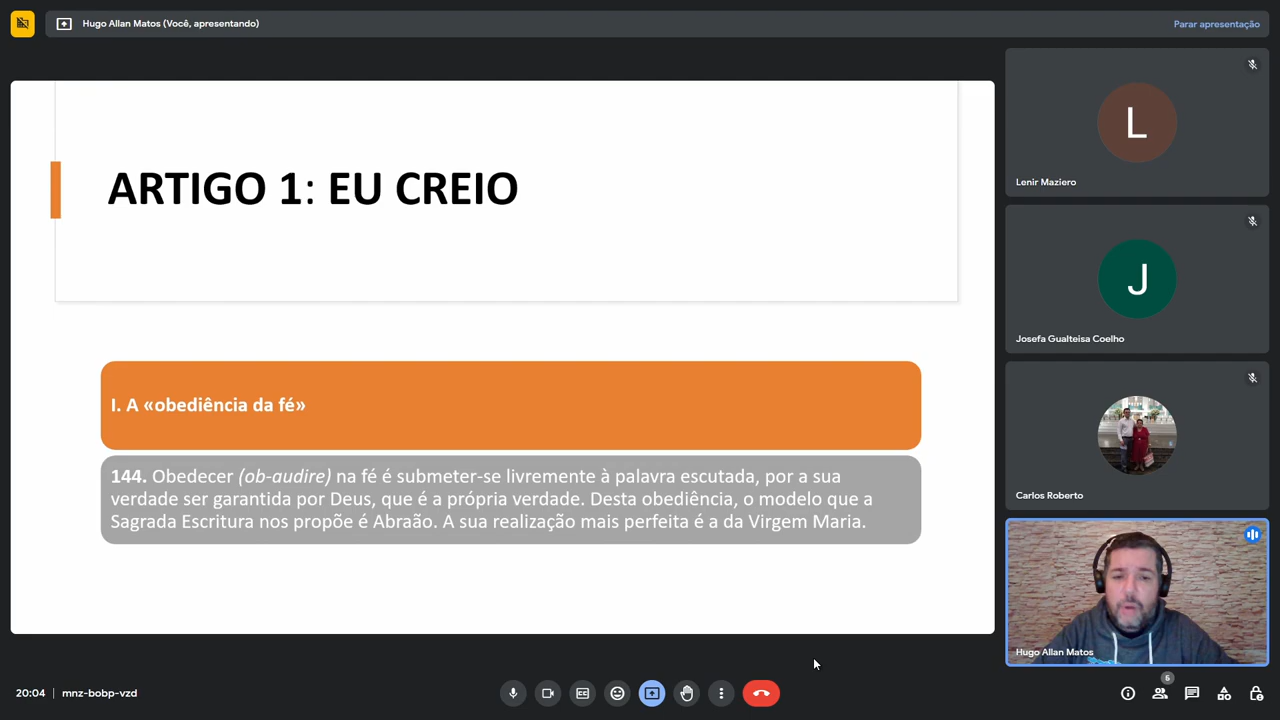 Hugo Allan Matos (Você, apresentando)
Parar apresentação
ARTIGO 1: EU CREIO
I. A «obediência da fé»
144. Obedecer (ob-audire) na fé é submeter-se livremente à palavra escutada, por a sua
verdade ser garantida por Deus, que é a própria verdade. Desta obediência, o modelo que a
Sagrada Escritura nos propõe é Abraão. A sua realização mais perfeita é a da Virgem Maria.
L
Lenir Maziero
J
Josefa Gualteisa Coelho
Carlos Roberto
Hugo Allan Matos
20:04 | mnz-bobp-vzd
CC
6